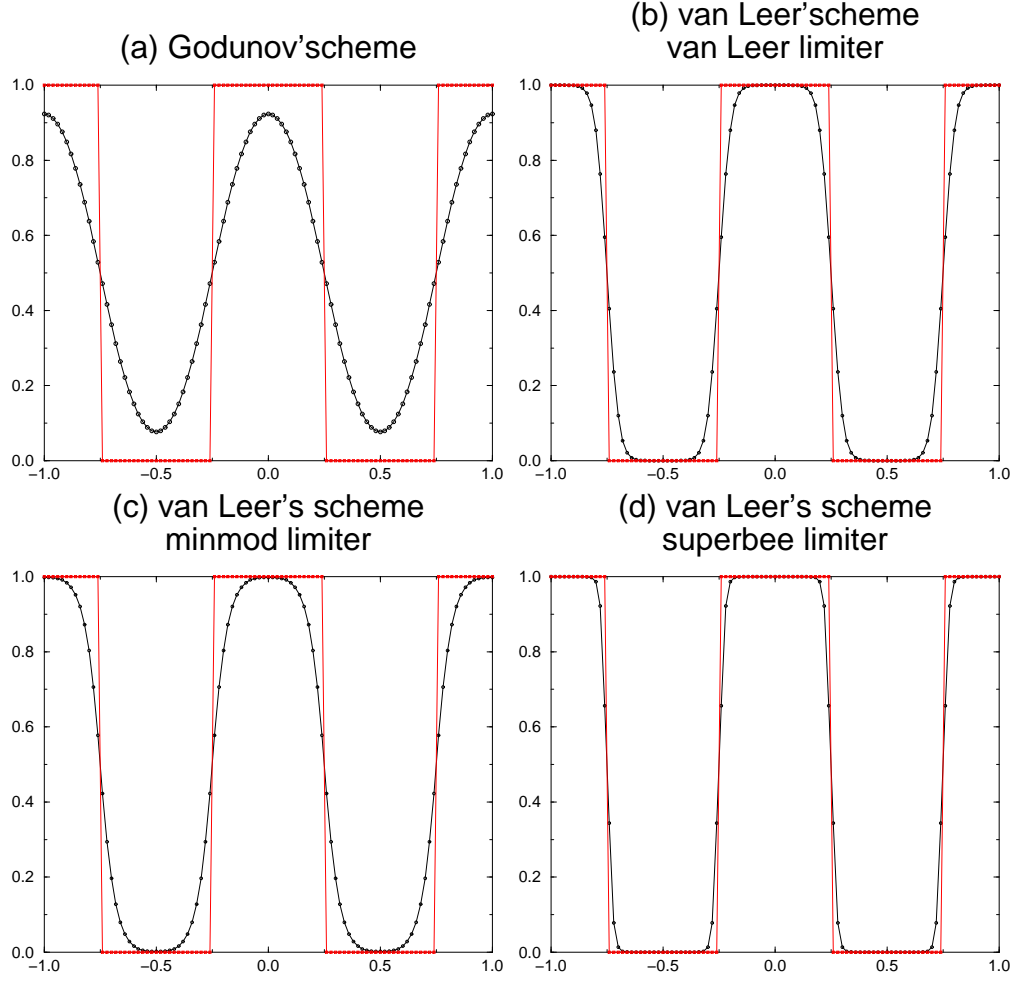 (a) Godunov'scheme
(b) van Leer'scheme
van Leer limiter
1.0
0.8
0.6
0.4
0.2
0.0
−1.0 −0.5 0.0 0.5 1.0
1.0
0.8
0.6
0.4
0.2
0.0
−1.0 −0.5 0.0 0.5 1.0
(c) van Leer's scheme
minmod limiter
(d) van Leer's scheme
superbee limiter
1.0
0.8
0.6
0.4
0.2
0.0
−1.0 −0.5 0.0 0.5 1.0
1.0
0.8
0.6
0.4
0.2
0.0
−1.0 −0.5 0.0 0.5 1.0